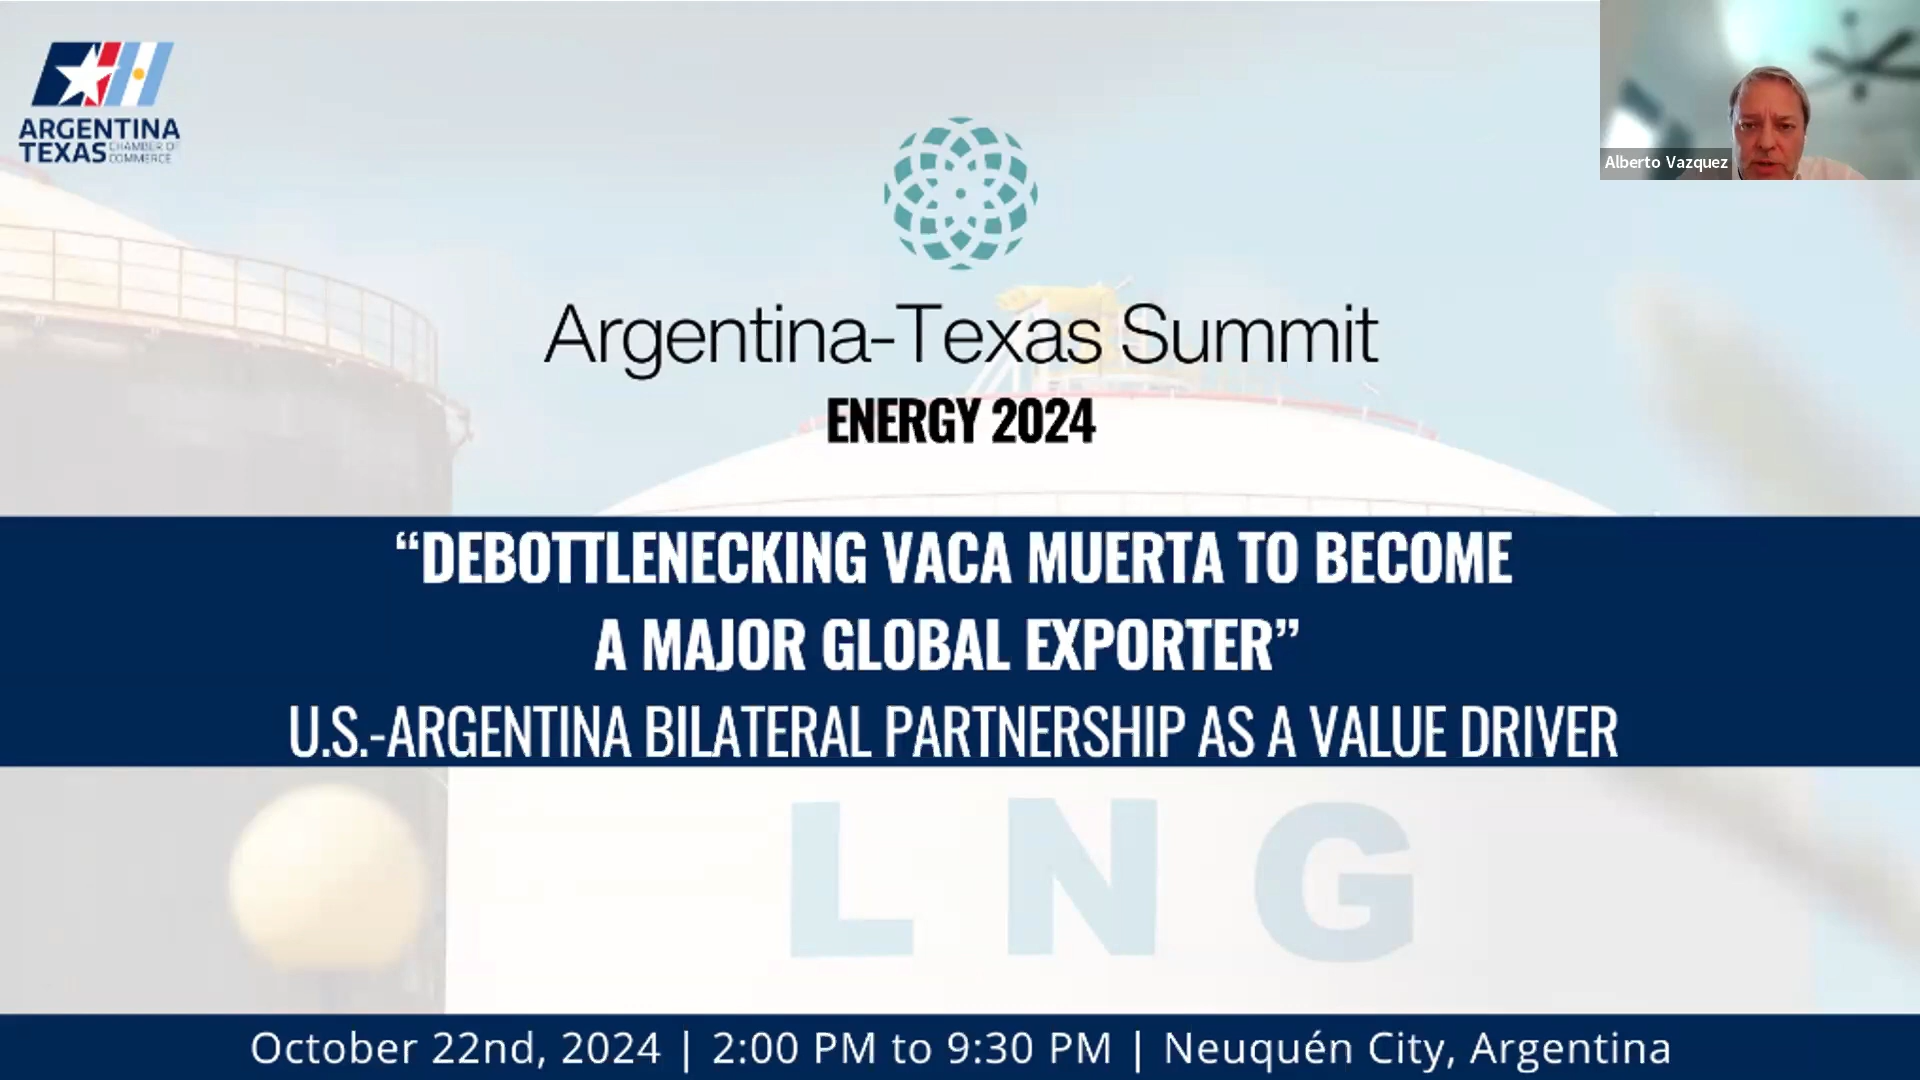 ARGENTINA
TEXAS CHAMBER OF
COMMERCE
Alberto Vazquez
Argentina-Texas Summit
ENERGY 2024
“DEBOTTLENECKING VACA MUERTA TO BECOME
A MAJOR GLOBAL EXPORTER”
U.S.-ARGENTINA BILATERAL PARTNERSHIP AS A VALUE DRIVER
LNG
October 22nd, 2024 | 2:00 PM to 9:30 PM | Neuquén City, Argentina